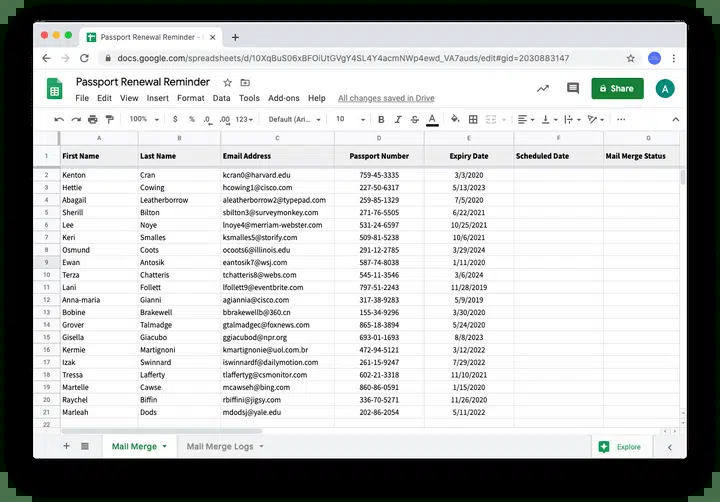 Passport Renewal Reminder -
docs.google.com/spreadsheets/d/10XqBuS06xBFOlUtGVgY4SL4Y4acmNWp4ewd_VA7auds/edit#gid=2030883147
Passport Renewal Reminder
File Edit View Insert Format Data Tools Add-ons Help All changes saved in Drive
Share
A
100% $ % .0 .00 123 Default (Ari... 10 B I S A
A B C D E F G
1 First Name Last Name Email Address Passport Number Expiry Date Scheduled Date Mail Merge Status
2 Kenton Cran kcran0@harvard.edu 759-45-3335 3/3/2020
3 Hettie Cowing hcowing1@cisco.com 227-50-6317 5/13/2023
4 Abagail Leatherborrow aleatherborrow2@typepad.com 259-85-1329 7/5/2020
5 Sherill Bilton sbilton3@surveymonkey.com 271-76-5505 6/22/2021
6 Lee Noye lnoye4@merriam-webster.com 531-24-6597 10/25/2021
7 Keri Smalles ksmalles5@storify.com 509-81-5238 10/6/2021
8 Osmund Coots ocoots6@illinois.edu 291-12-2785 3/29/2024
9 Ewan Antosik eantosik7@wsj.com 587-74-8038 1/11/2020
10 Terza Chatteris tchatteris8@webs.com 545-11-3546 3/6/2024
11 Lani Follett lfollett9@eventbrite.com 797-51-2243 11/28/2019
12 Anna-maria Gianni agiannia@cisco.com 317-38-9283 5/9/2019
13 Bobine Brakewell bbrakewellb@360.cn 155-34-9296 3/30/2020
14 Grover Talmadge gtalmadgec@foxnews.com 865-18-3894 5/24/2020
15 Gisella Giacubo ggiacubod@npr.org 693-01-1693 8/8/2023
16 Kermie Martignoni kmartignonie@uol.com.br 472-94-5121 3/12/2022
17 Izak Swinnard iswinnardf@dailymotion.com 261-15-9247 7/29/2022
18 Tressa Lafferty tlaffertyg@csmonitor.com 602-21-3318 11/10/2021
19 Martelle Cawse mcawseh@bing.com 860-86-0591 1/15/2020
20 Raychel Biffin rbiffini@jigsy.com 336-70-5271 11/26/2020
21 Marleah Dods mdodsj@yale.edu 202-86-2054 5/11/2022
22
Mail Merge Mail Merge Logs Explore